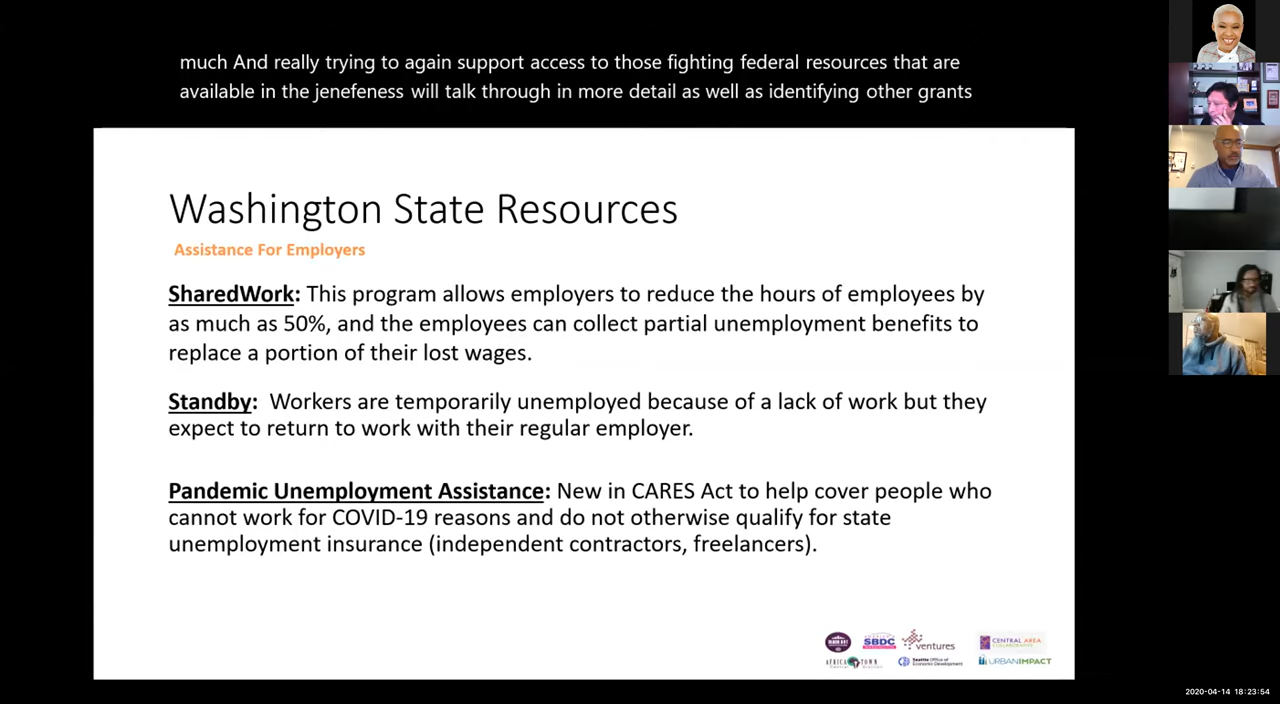 much And really trying to again support access to those fighting federal resources that are
available in the jenefeness will talk through in more detail as well as identifying other grants
Washington State Resources
Assistance For Employers
SharedWork: This program allows employers to reduce the hours of employees by
as much as 50%, and the employees can collect partial unemployment benefits to
replace a portion of their lost wages.
Standby: Workers are temporarily unemployed because of a lack of work but they
expect to return to work with their regular employer.
Pandemic Unemployment Assistance: New in CARES Act to help cover people who
cannot work for COVID-19 reasons and do not otherwise qualify for state
unemployment insurance (independent contractors, freelancers).
SBDC
ventures
CENTRAL AREA
COLLABORATIVE
AFRICATOWN
Seattle Office of
Economic Development
URBANIMPACT
2020-04-14 18:23:54